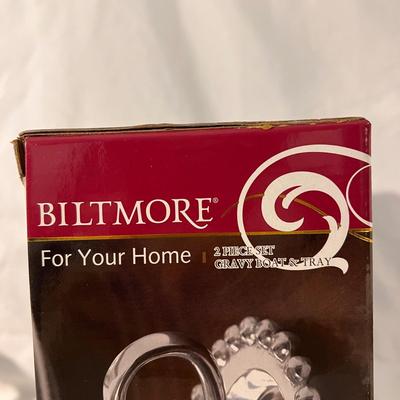 BILTMORE®
For Your Home | 2 PIECE SET
GRAVY BOAT & TRAY